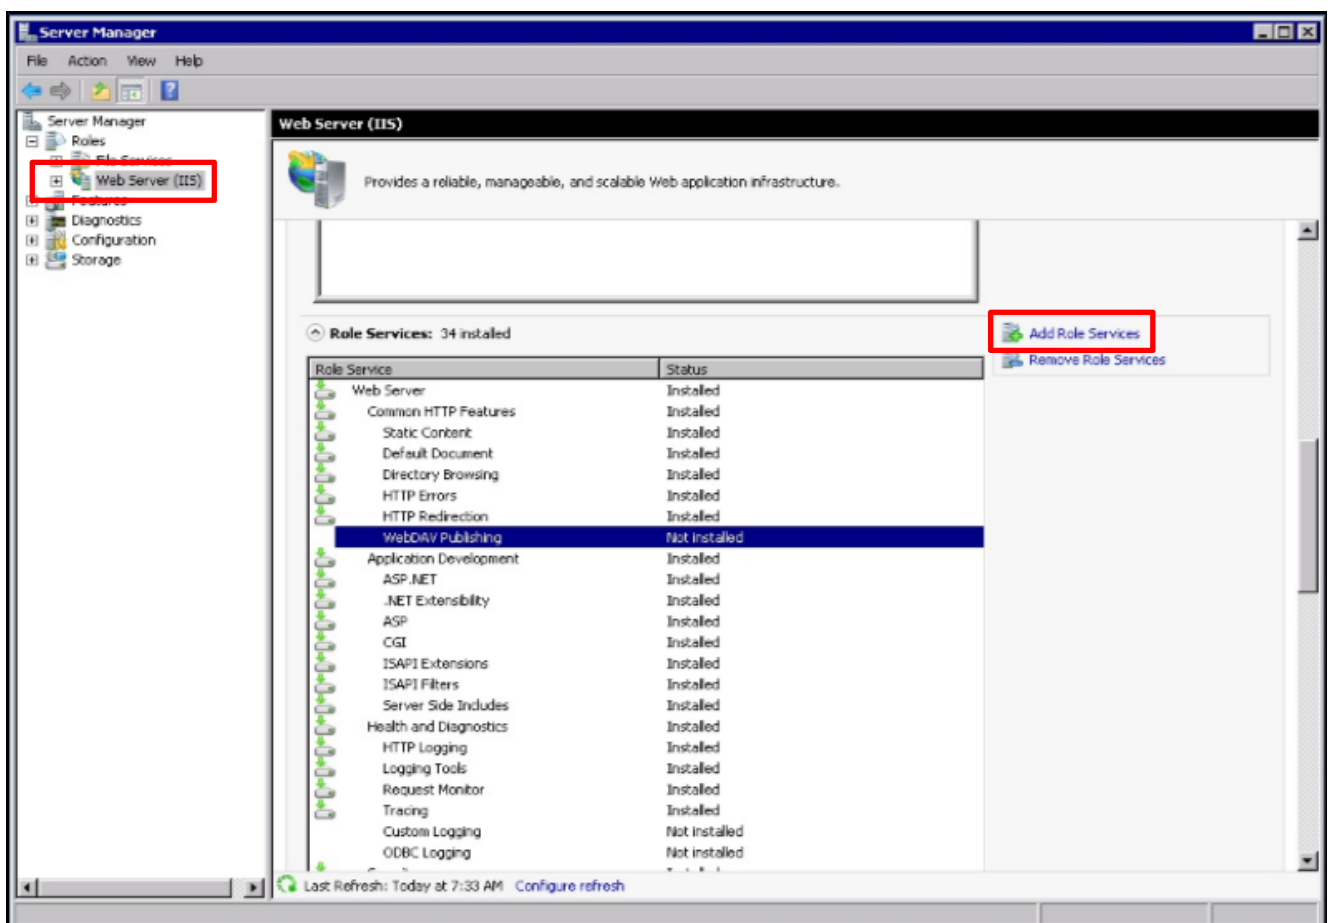 Server Manager
File Action View Help
Server Manager
Roles
File Services
Web Server (IIS)
Features
Diagnostics
Configuration
Storage
Web Server (IIS)
Provides a reliable, manageable, and scalable Web application infrastructure.
Role Services: 34 installed
Add Role Services
Remove Role Services
Role Service Status
Web Server Installed
Common HTTP Features Installed
Static Content Installed
Default Document Installed
Directory Browsing Installed
HTTP Errors Installed
HTTP Redirection Installed
WebDAV Publishing Not installed
Application Development Installed
ASP.NET Installed
.NET Extensibility Installed
ASP Installed
CGI Installed
ISAPI Extensions Installed
ISAPI Filters Installed
Server Side Includes Installed
Health and Diagnostics Installed
HTTP Logging Installed
Logging Tools Installed
Request Monitor Installed
Tracing Installed
Custom Logging Not installed
ODBC Logging Not installed
Last Refresh: Today at 7:33 AM Configure refresh